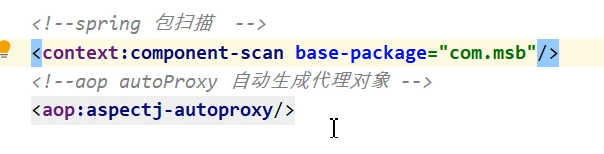 <!--spring 包扫描  -->
<context:component-scan base-package="com.msb"/>
<!--aop autoProxy 自动生成代理对象 -->
<aop:aspectj-autoproxy/>